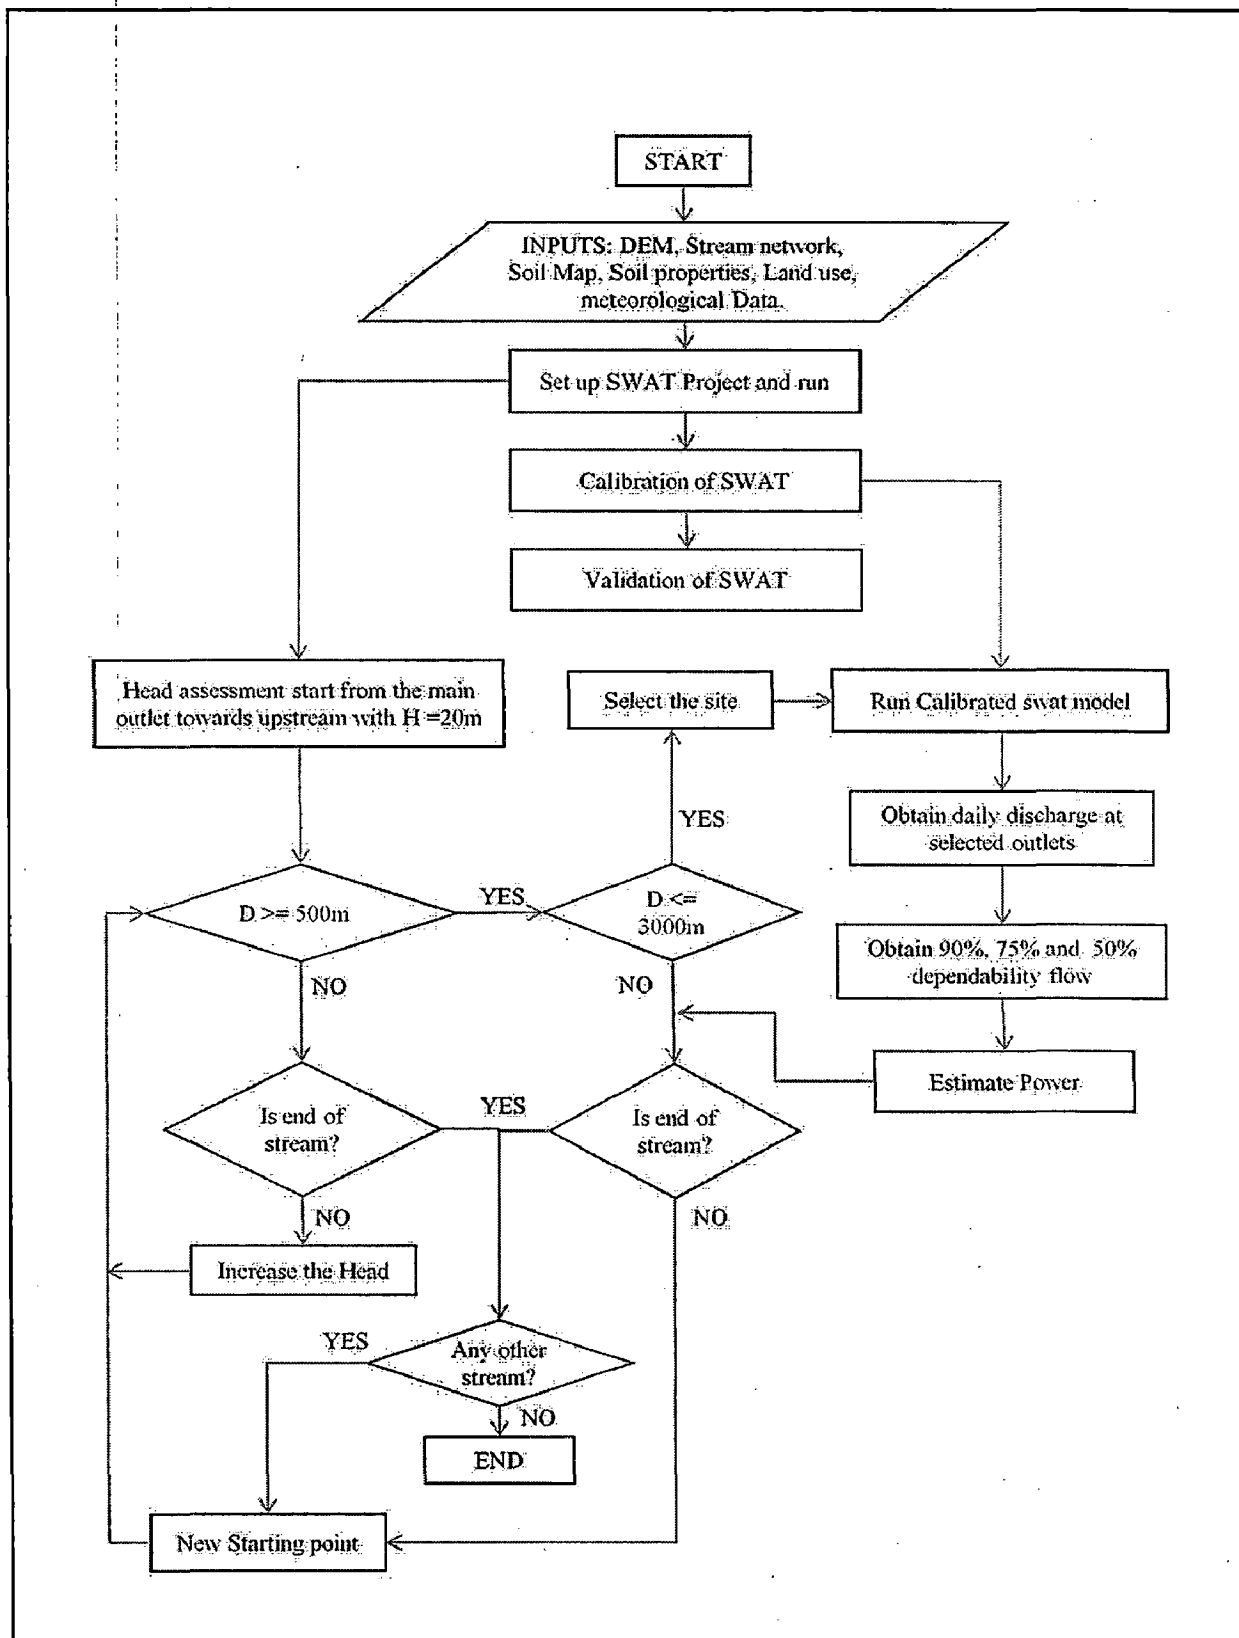 START
INPUTS: DEM, Stream network,
Soil Map, Soil properties, Land use,
meteorological Data.
Set up SWAT Project and run
Calibration of SWAT
Validation of SWAT
Head assessment start from the main
outlet towards upstream with H =20m
Select the site
Run Calibrated swat model
YES
Obtain daily discharge at
selected outlets
D >= 500m
YES
D <=
3000m
Obtain 90%, 75% and 50%
dependability flow
NO
NO
Estimate Power
Is end of
stream?
YES
Is end of
stream?
NO
NO
Increase the Head
YES
Any other
stream?
NO
END
New Starting point